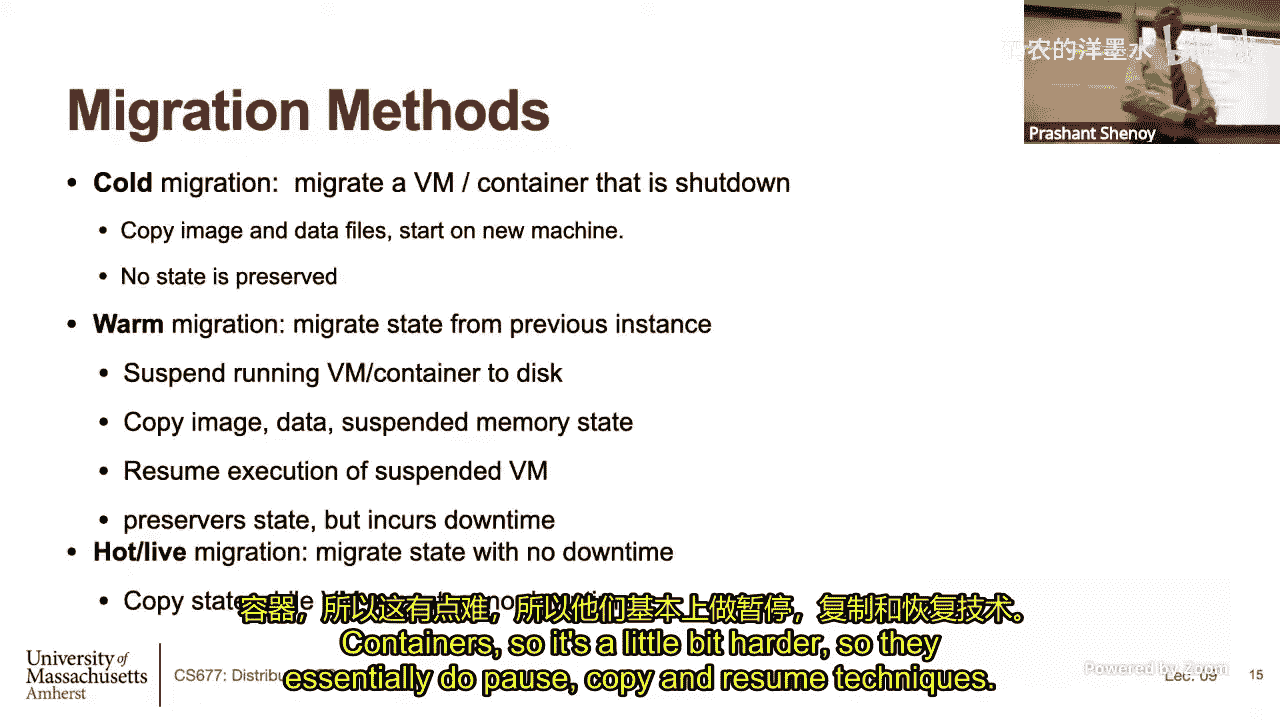 农的洋墨水
Prashant Shenoy
Migration Methods
• Cold migration: migrate a VM / container that is shutdown
• Copy image and data files, start on new machine.
• No state is preserved
• Warm migration: migrate state from previous instance
• Suspend running VM/container to disk
• Copy image, data, suspended memory state
• Resume execution of suspended VM
• preservers state, but incurs downtime
• Hot/live migration: migrate state with no downtime
• Copy state
容器，所以这有点难，所以他们基本上做暂停，复制和恢复技术。
Containers, so it's a little bit harder, so they
essentially do pause, copy and resume techniques.
University of
Massachusetts
Amherst
CS677:
Powered by Zoom
Lec. 09
15